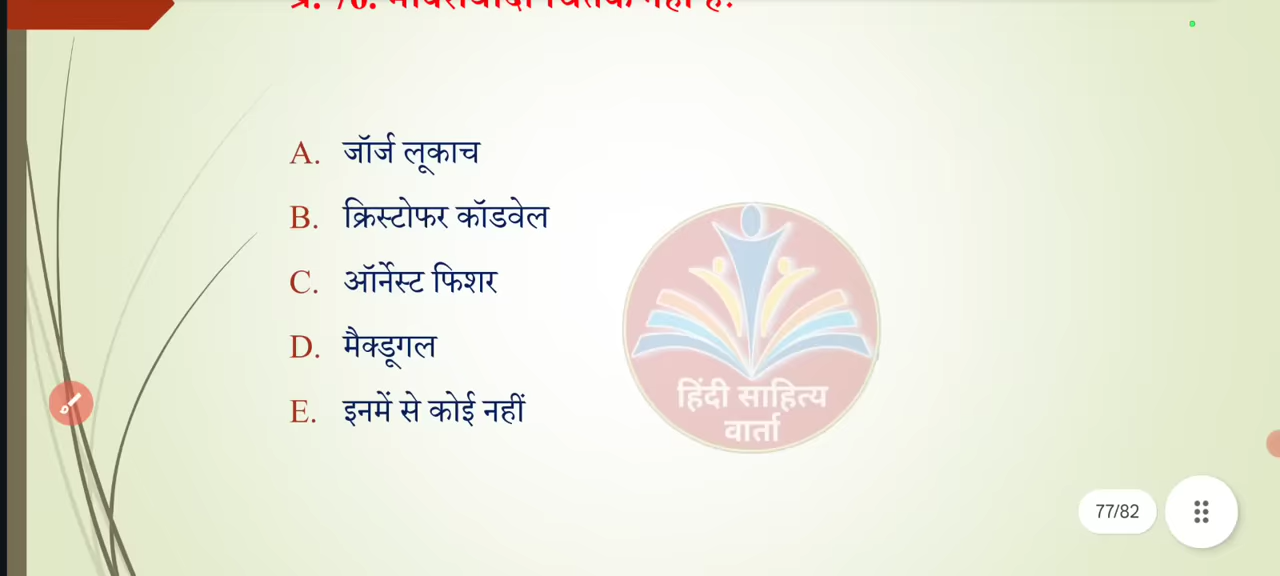 A. जॉर्ज लूकाच
B. क्रिस्टोफर कॉडवेल
C. ऑर्नेस्ट फिशर
D. मैक्डूगल
E. इनमें से कोई नहीं
हिंदी साहित्य
वार्ता
77/82